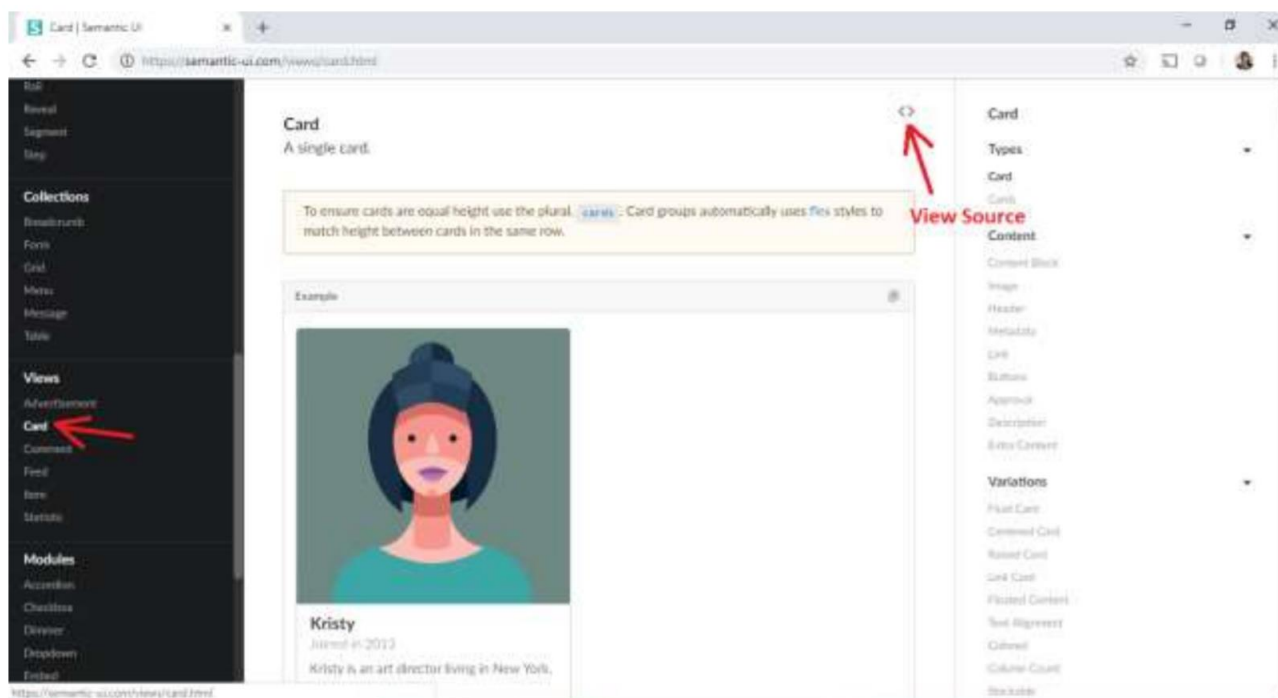 Card | Semantic UI
https://semantic-ui.com/views/card.html
Rail
Reveal
Segment
Step
Collections
Breadcrumb
Form
Grid
Menu
Message
Table
Views
Advertisement
Card
Comment
Feed
Item
Statistic
Modules
Accordion
Checkbox
Dimmer
Dropdown
Embed
https://semantic-ui.com/views/card.html
Card
A single card.
<>
View Source
To ensure cards are equal height use the plural, cards. Card groups automatically uses flex styles to
match height between cards in the same row.
Example
Kristy
Joined in 2013
Kristy is an art director living in New York.
Card
Types
Card
Cards
Content
Content Block
Image
Header
Metadata
Link
Buttons
Approval
Description
Extra Content
Variations
Fluid Card
Centered Card
Raised Card
Link Card
Floated Content
Text Alignment
Colored
Column Count
Stackable